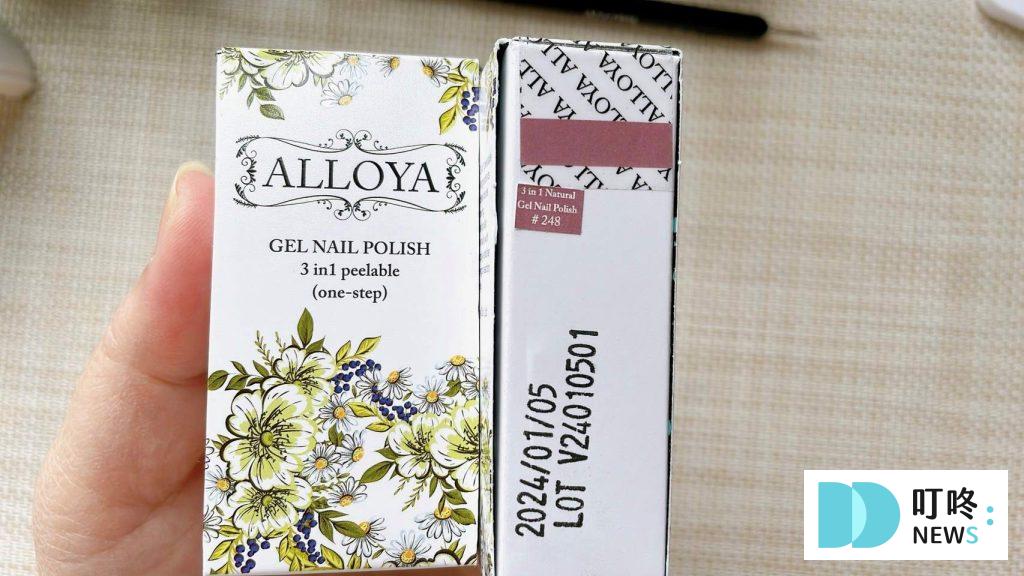 ALLOYA
GEL NAIL POLISH
3 in1 peelable
(one-step)
ALLOYA
3 in 1 Natural
Gel Nail Polish
# 248
2024/01/05
LOT V24010501
叮咚:
NEWS